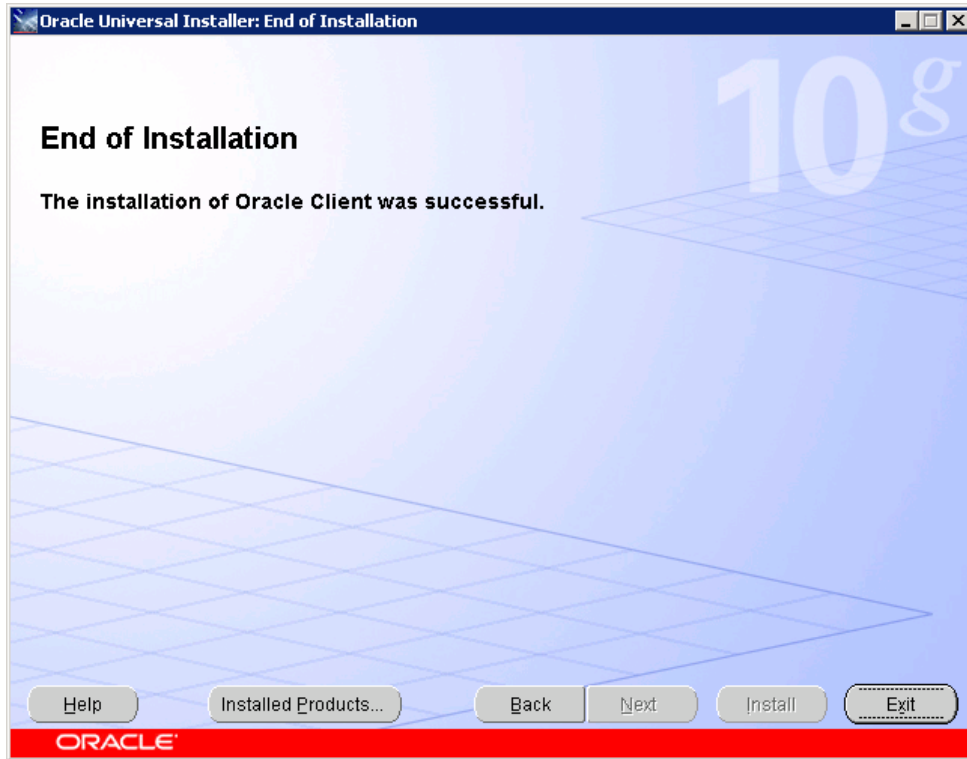 Oracle Universal Installer: End of Installation
10g
End of Installation
The installation of Oracle Client was successful.
Help
Installed Products...
Back
Next
Install
Exit
ORACLE